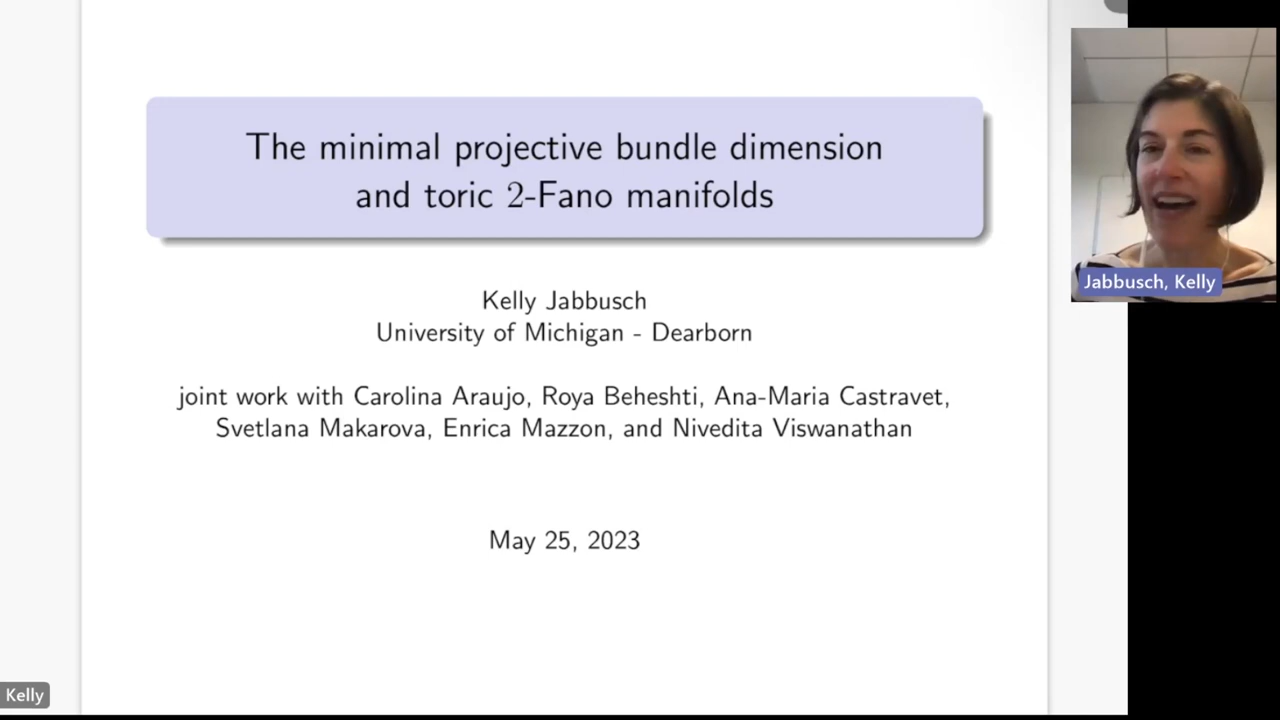 The minimal projective bundle dimension
and toric 2-Fano manifolds
Kelly Jabbusch
University of Michigan - Dearborn
joint work with Carolina Araujo, Roya Beheshti, Ana-Maria Castravet,
Svetlana Makarova, Enrica Mazzon, and Nivedita Viswanathan
May 25, 2023
Jabbusch, Kelly
Kelly